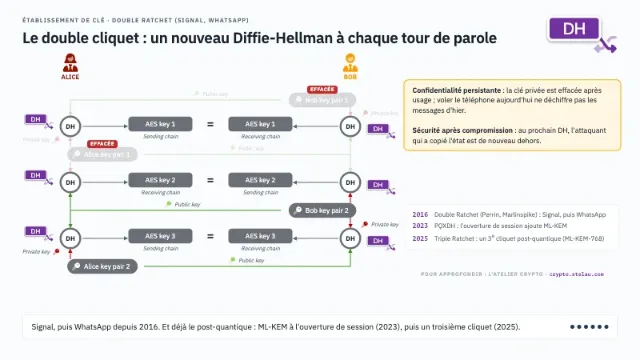 ÉTABLISSEMENT DE CLÉ · DOUBLE RATCHET (SIGNAL, WHATSAPP)
Le double cliquet : un nouveau Diffie-Hellman à chaque tour de parole
DH
ALICE
BOB
EFFACÉE
Public key
Bob key pair 1
Private key
DH
DH
AES key 1
=
AES key 1
DH
DH
Sending chain
Receiving chain
Private key
EFFACÉE
Alice key pair 1
Public key
DH
DH
AES key 2
=
AES key 2
DH
DH
Receiving chain
Sending chain
Public key
Bob key pair 2
Private key
DH
DH
AES key 3
=
AES key 3
DH
DH
Sending chain
Receiving chain
Private key
Alice key pair 2
Public key
Confidentialité persistante : la clé privée est effacée après
usage ; voler le téléphone aujourd'hui ne déchiffre pas les
messages d'hier.
Sécurité après compromission : au prochain DH, l'attaquant
qui a copié l'état est de nouveau dehors.
2016 Double Ratchet (Perrin, Marlinspike) : Signal, puis WhatsApp
2023 PQXDH : l'ouverture de session ajoute ML-KEM
2025 Triple Ratchet : un 3e cliquet post-quantique (ML-KEM-768)
POUR APPROFONDIR : L'ATELIER CRYPTO · crypto.stalau.com
Signal, puis WhatsApp depuis 2016. Et déjà le post-quantique : ML-KEM à l'ouverture de session (2023), puis un troisième cliquet (2025).